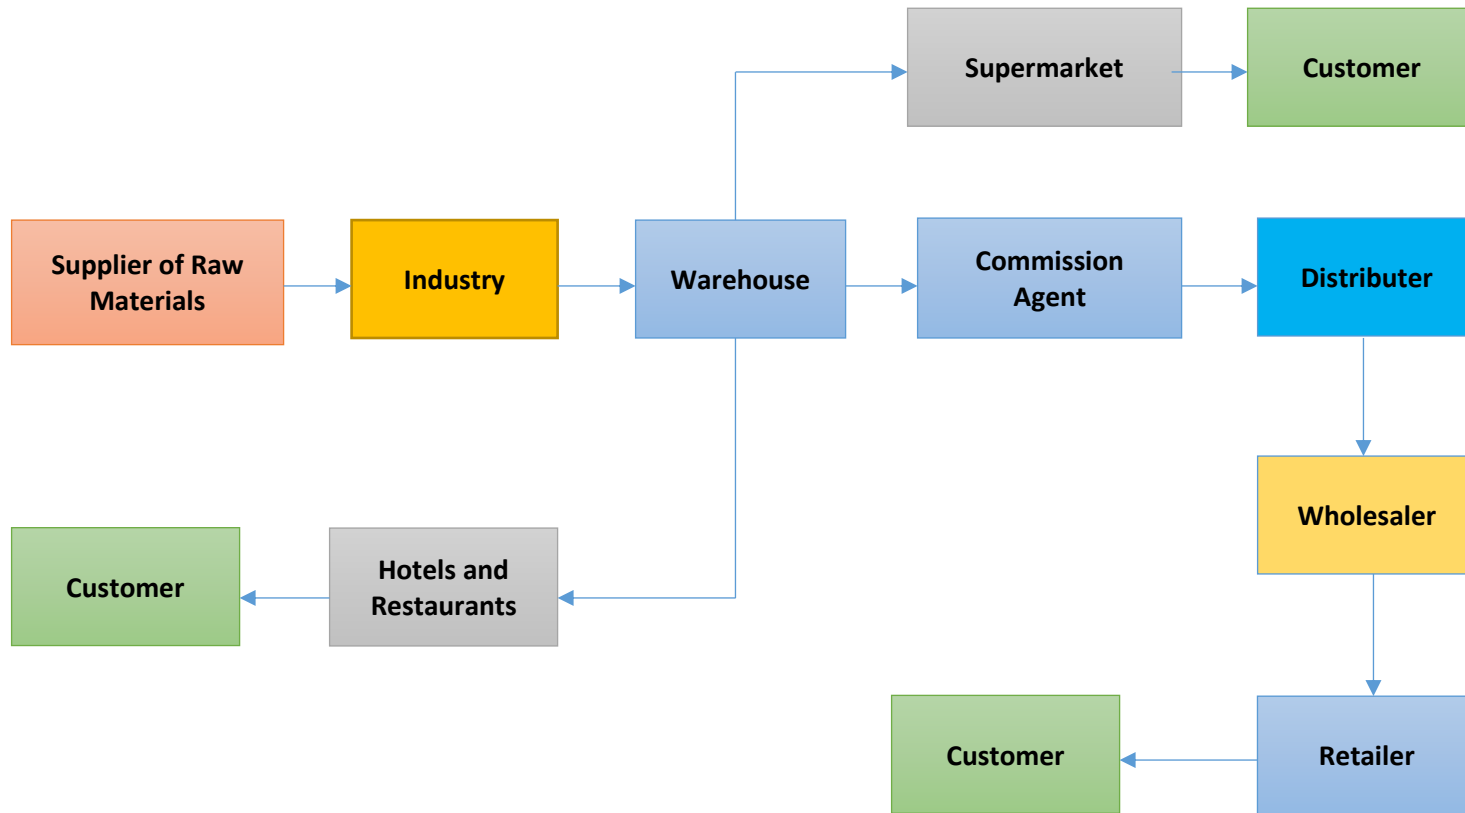 Supermarket
Customer
Supplier of Raw
Materials
Industry
Warehouse
Commission
Agent
Distributer
Wholesaler
Customer
Hotels and
Restaurants
Customer
Retailer